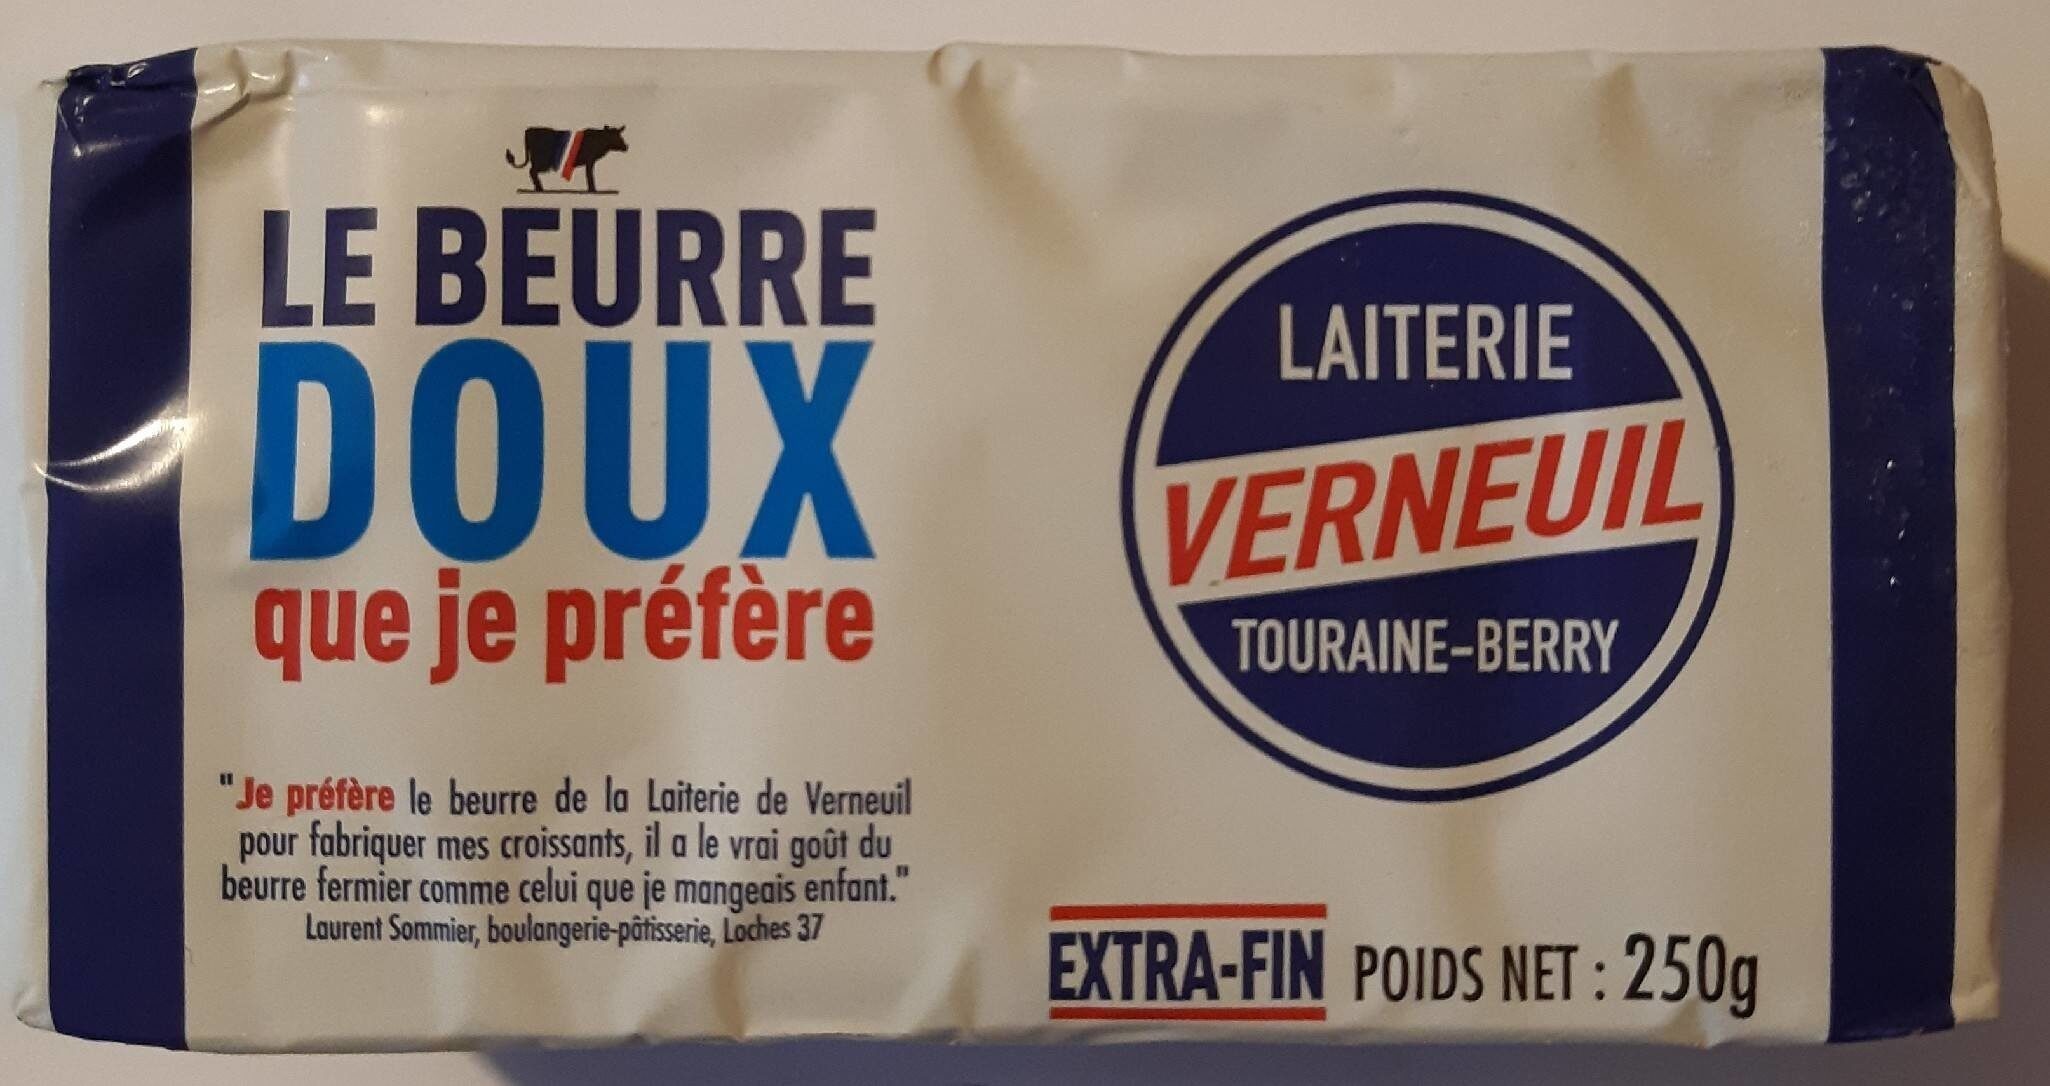 LE BEURRE
DOUX
que je préfère
"Je préfère le beurre de la Laiterie de Verneuil
pour fabriquer mes croissants, il a le vrai goût du
beurre fermier comme celui que je mangeais enfant."
Laurent Sommier, boulangerie-pâtisserie, Loches 37
LAITERIE
VERNEUIL
TOURAINE-BERRY
EXTRA-FIN POIDS NET : 250g